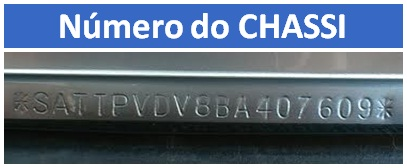 Número do CHASSI
*SATTPVDV8BA407609*